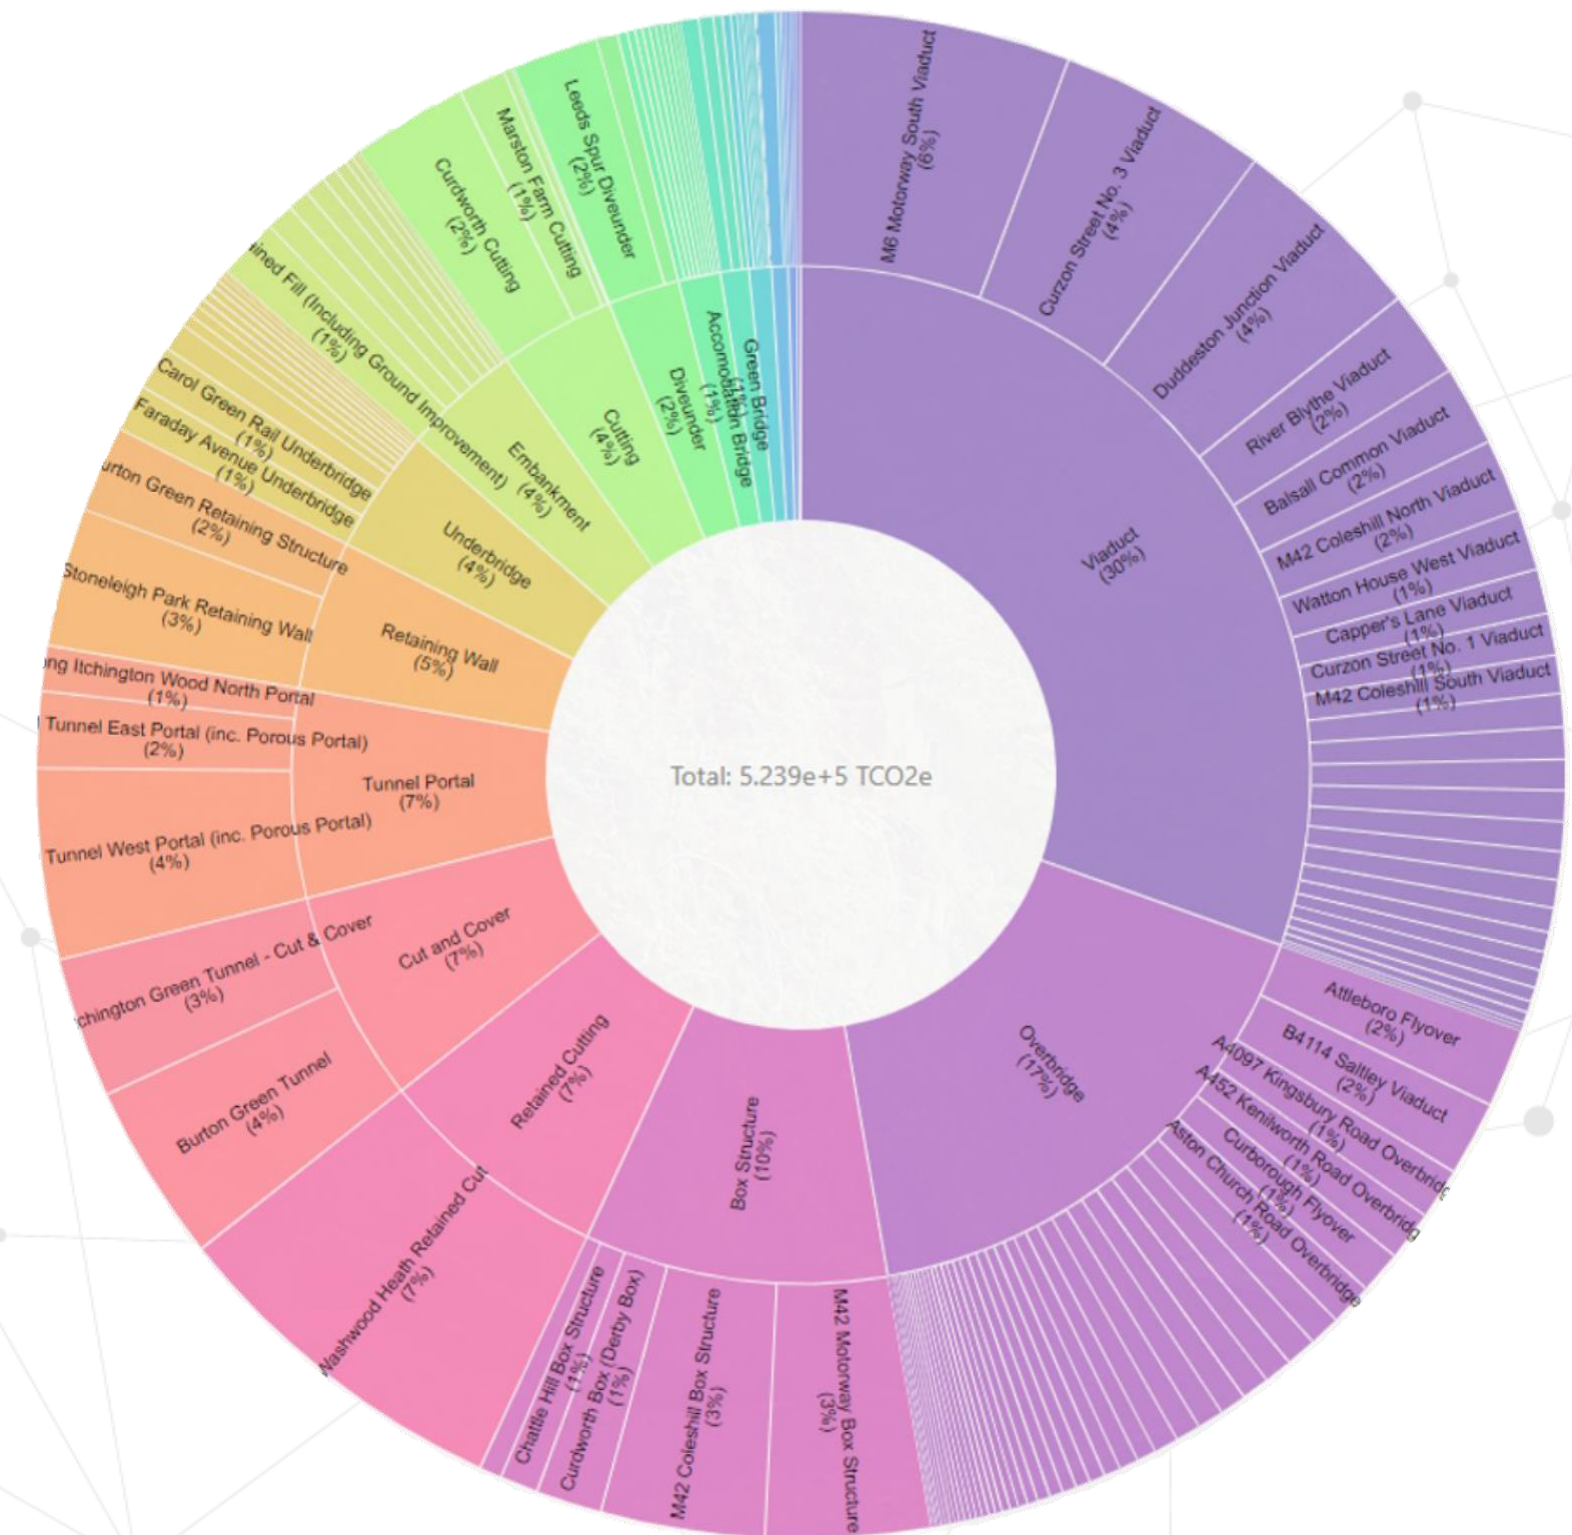 M6 Motorway South Viaduct
(6%)
Curzon Street No. 3 Viaduct
(4%)
Duddeston Junction Viaduct
(4%)
River Blythe Viaduct
(2%)
Balsall Common Viaduct
(2%)
M42 Coleshill North Viaduct
(2%)
Watton House West Viaduct
(1%)
Capper's Lane Viaduct
(1%)
Curzon Street No. 1 Viaduct
(1%)
M42 Coleshill South Viaduct
(1%)
Viaduct
(30%)
Attleboro Flyover
(2%)
B4114 Saltley Viaduct
(2%)
A4097 Kingsbury Road Overbridg
(1%)
A452 Kenilworth Road Overbridg
(1%)
Curborough Flyover
(1%)
Aston Church Road Overbridge
(1%)
Overbridge
(17%)
M42 Motorway Box Structure
(3%)
M42 Coleshill Box Structure
(3%)
Curdworth Box (Derby Box)
(1%)
Chattle Hill Box Structure
(1%)
Box Structure
(10%)
Washwood Heath Retained Cut
(7%)
Retained Cutting
(7%)
Burton Green Tunnel
(4%)
chington Green Tunnel - Cut & Cover
(3%)
Cut and Cover
(7%)
Tunnel West Portal (inc. Porous Portal)
(4%)
Tunnel East Portal (inc. Porous Portal)
(2%)
ong Itchington Wood North Portal
(1%)
Tunnel Portal
(7%)
Stoneleigh Park Retaining Wall
(3%)
urton Green Retaining Structure
(2%)
Retaining Wall
(5%)
Faraday Avenue Underbridge
(1%)
Carol Green Rail Underbridge
(1%)
Underbridge
(4%)
ained Fill (Including Ground Improvement)
(1%)
Embankment
(4%)
Curdworth Cutting
(2%)
Marston Farm Cutting
(1%)
Cutting
(4%)
Leeds Spur Diveunder
(2%)
Diveunder
(2%)
Accomodation Bridge
(1%)
Green Bridge
(1%)
Total: 5.239e+5 TCO2e